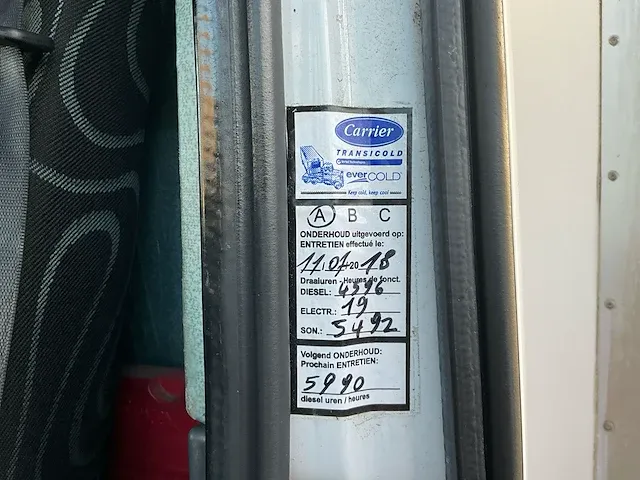 Carrier
TRANSICOLD
everCOLD
Keep cold, keep cool
A B C
ONDERHOUD uitgevoerd op:
ENTRETIEN effectué le:
11.01.2018
Draaiuren - Heures de fonct.
DIESEL: 4596
ELECTR.: 19
SON.: 5492
Volgend ONDERHOUD:
Prochain ENTRETIEN:
5990
diesel uren / heures